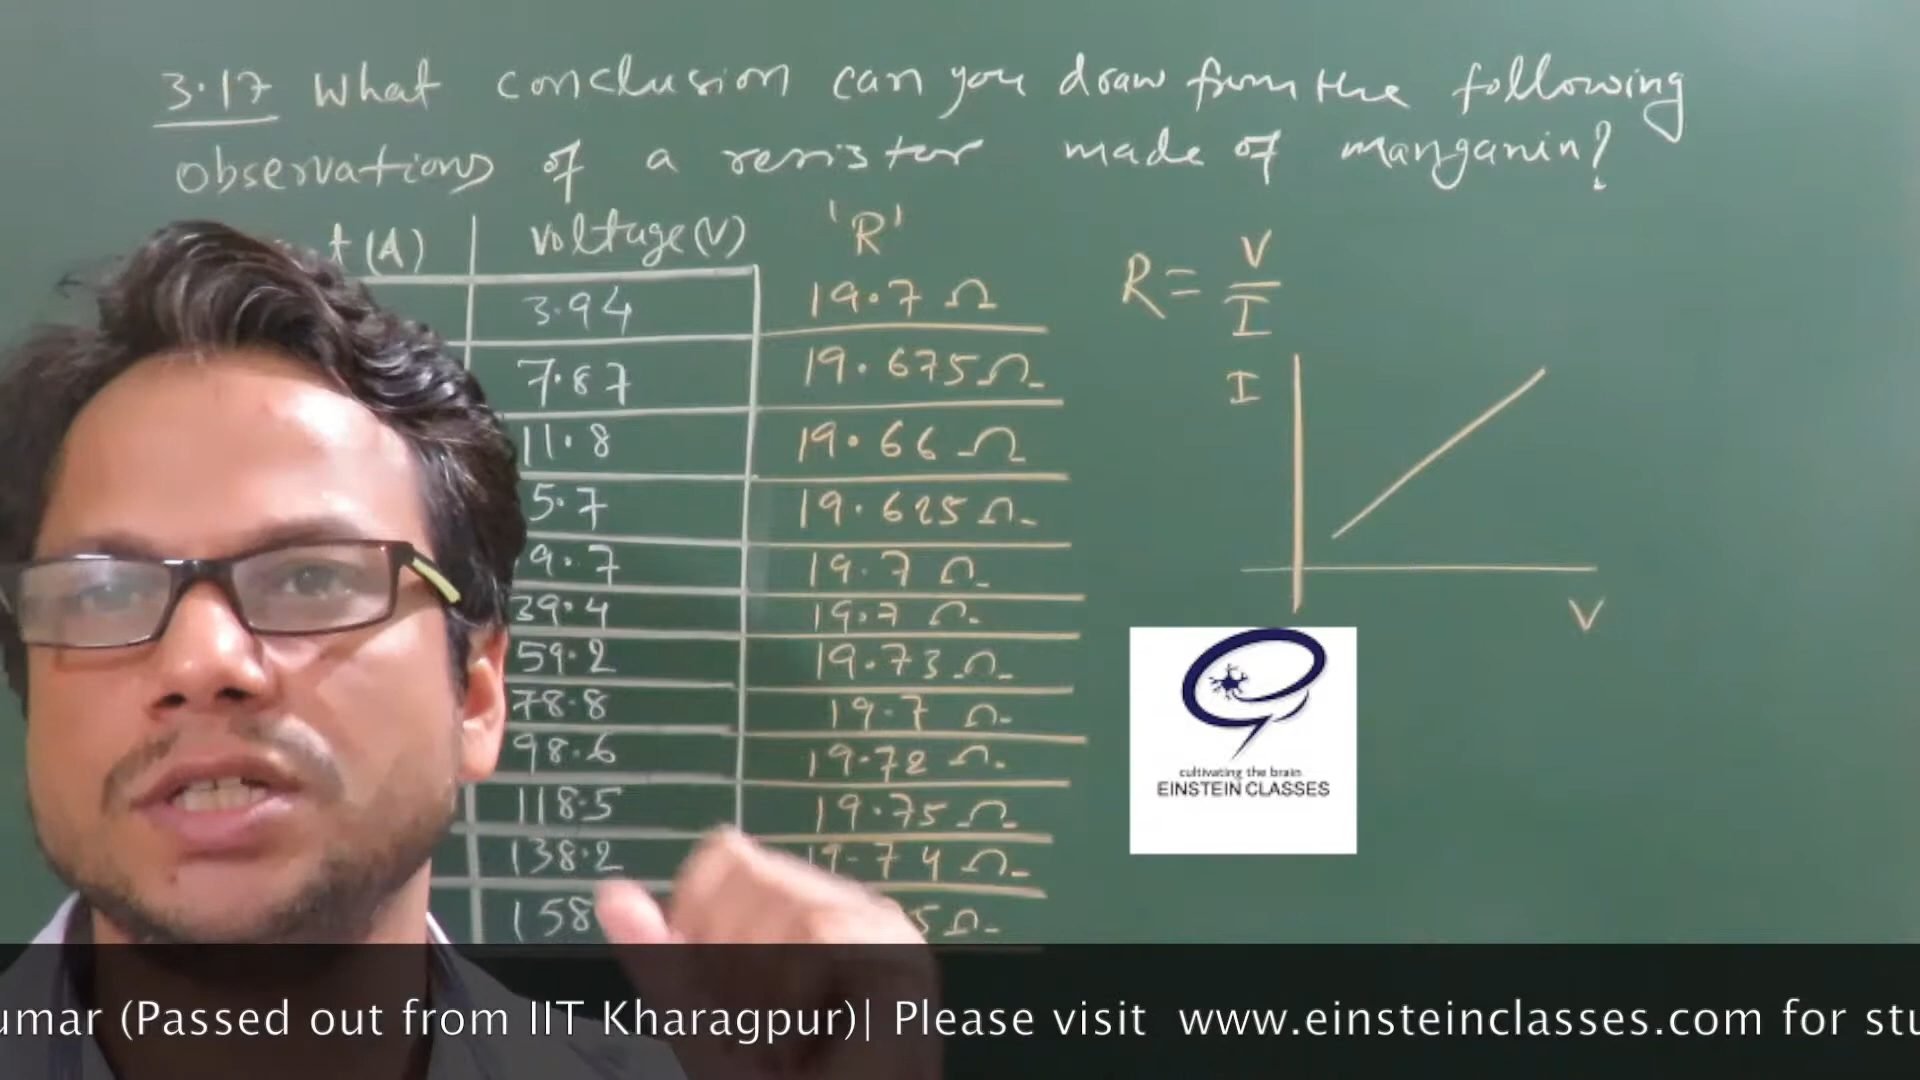 3.17 What conclusion can you draw from the following
observations of a resistor made of manganin?
t (A) voltage (V) 'R'
3.94 19.7 Ω
7.87 19.675 Ω
11.8 19.66 Ω
5.7 19.625 Ω
9.7 19.7 Ω
39.4 19.7 Ω
59.2 19.73 Ω
78.8 19.7 Ω
98.6 19.72 Ω
118.5 19.75 Ω
138.2 19.74 Ω
158 5 Ω
R = V
I
I
V
cultivating the brain
EINSTEIN CLASSES
umar (Passed out from IIT Kharagpur)| Please visit www.einsteinclasses.com for stu